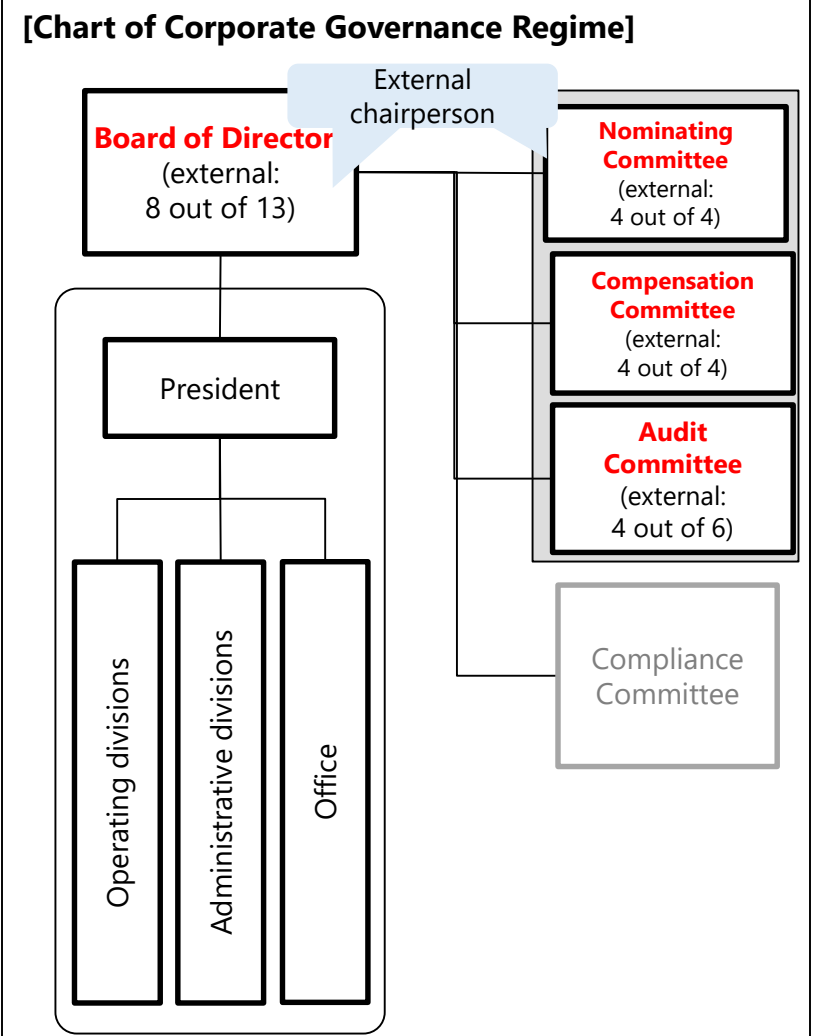 [Chart of Corporate Governance Regime]
External
chairperson
Board of Director
(external:
8 out of 13)
Nominating
Committee
(external:
4 out of 4)
Compensation
Committee
(external:
4 out of 4)
Audit
Committee
(external:
4 out of 6)
Compliance
Committee
President
Operating divisions
Administrative divisions
Office